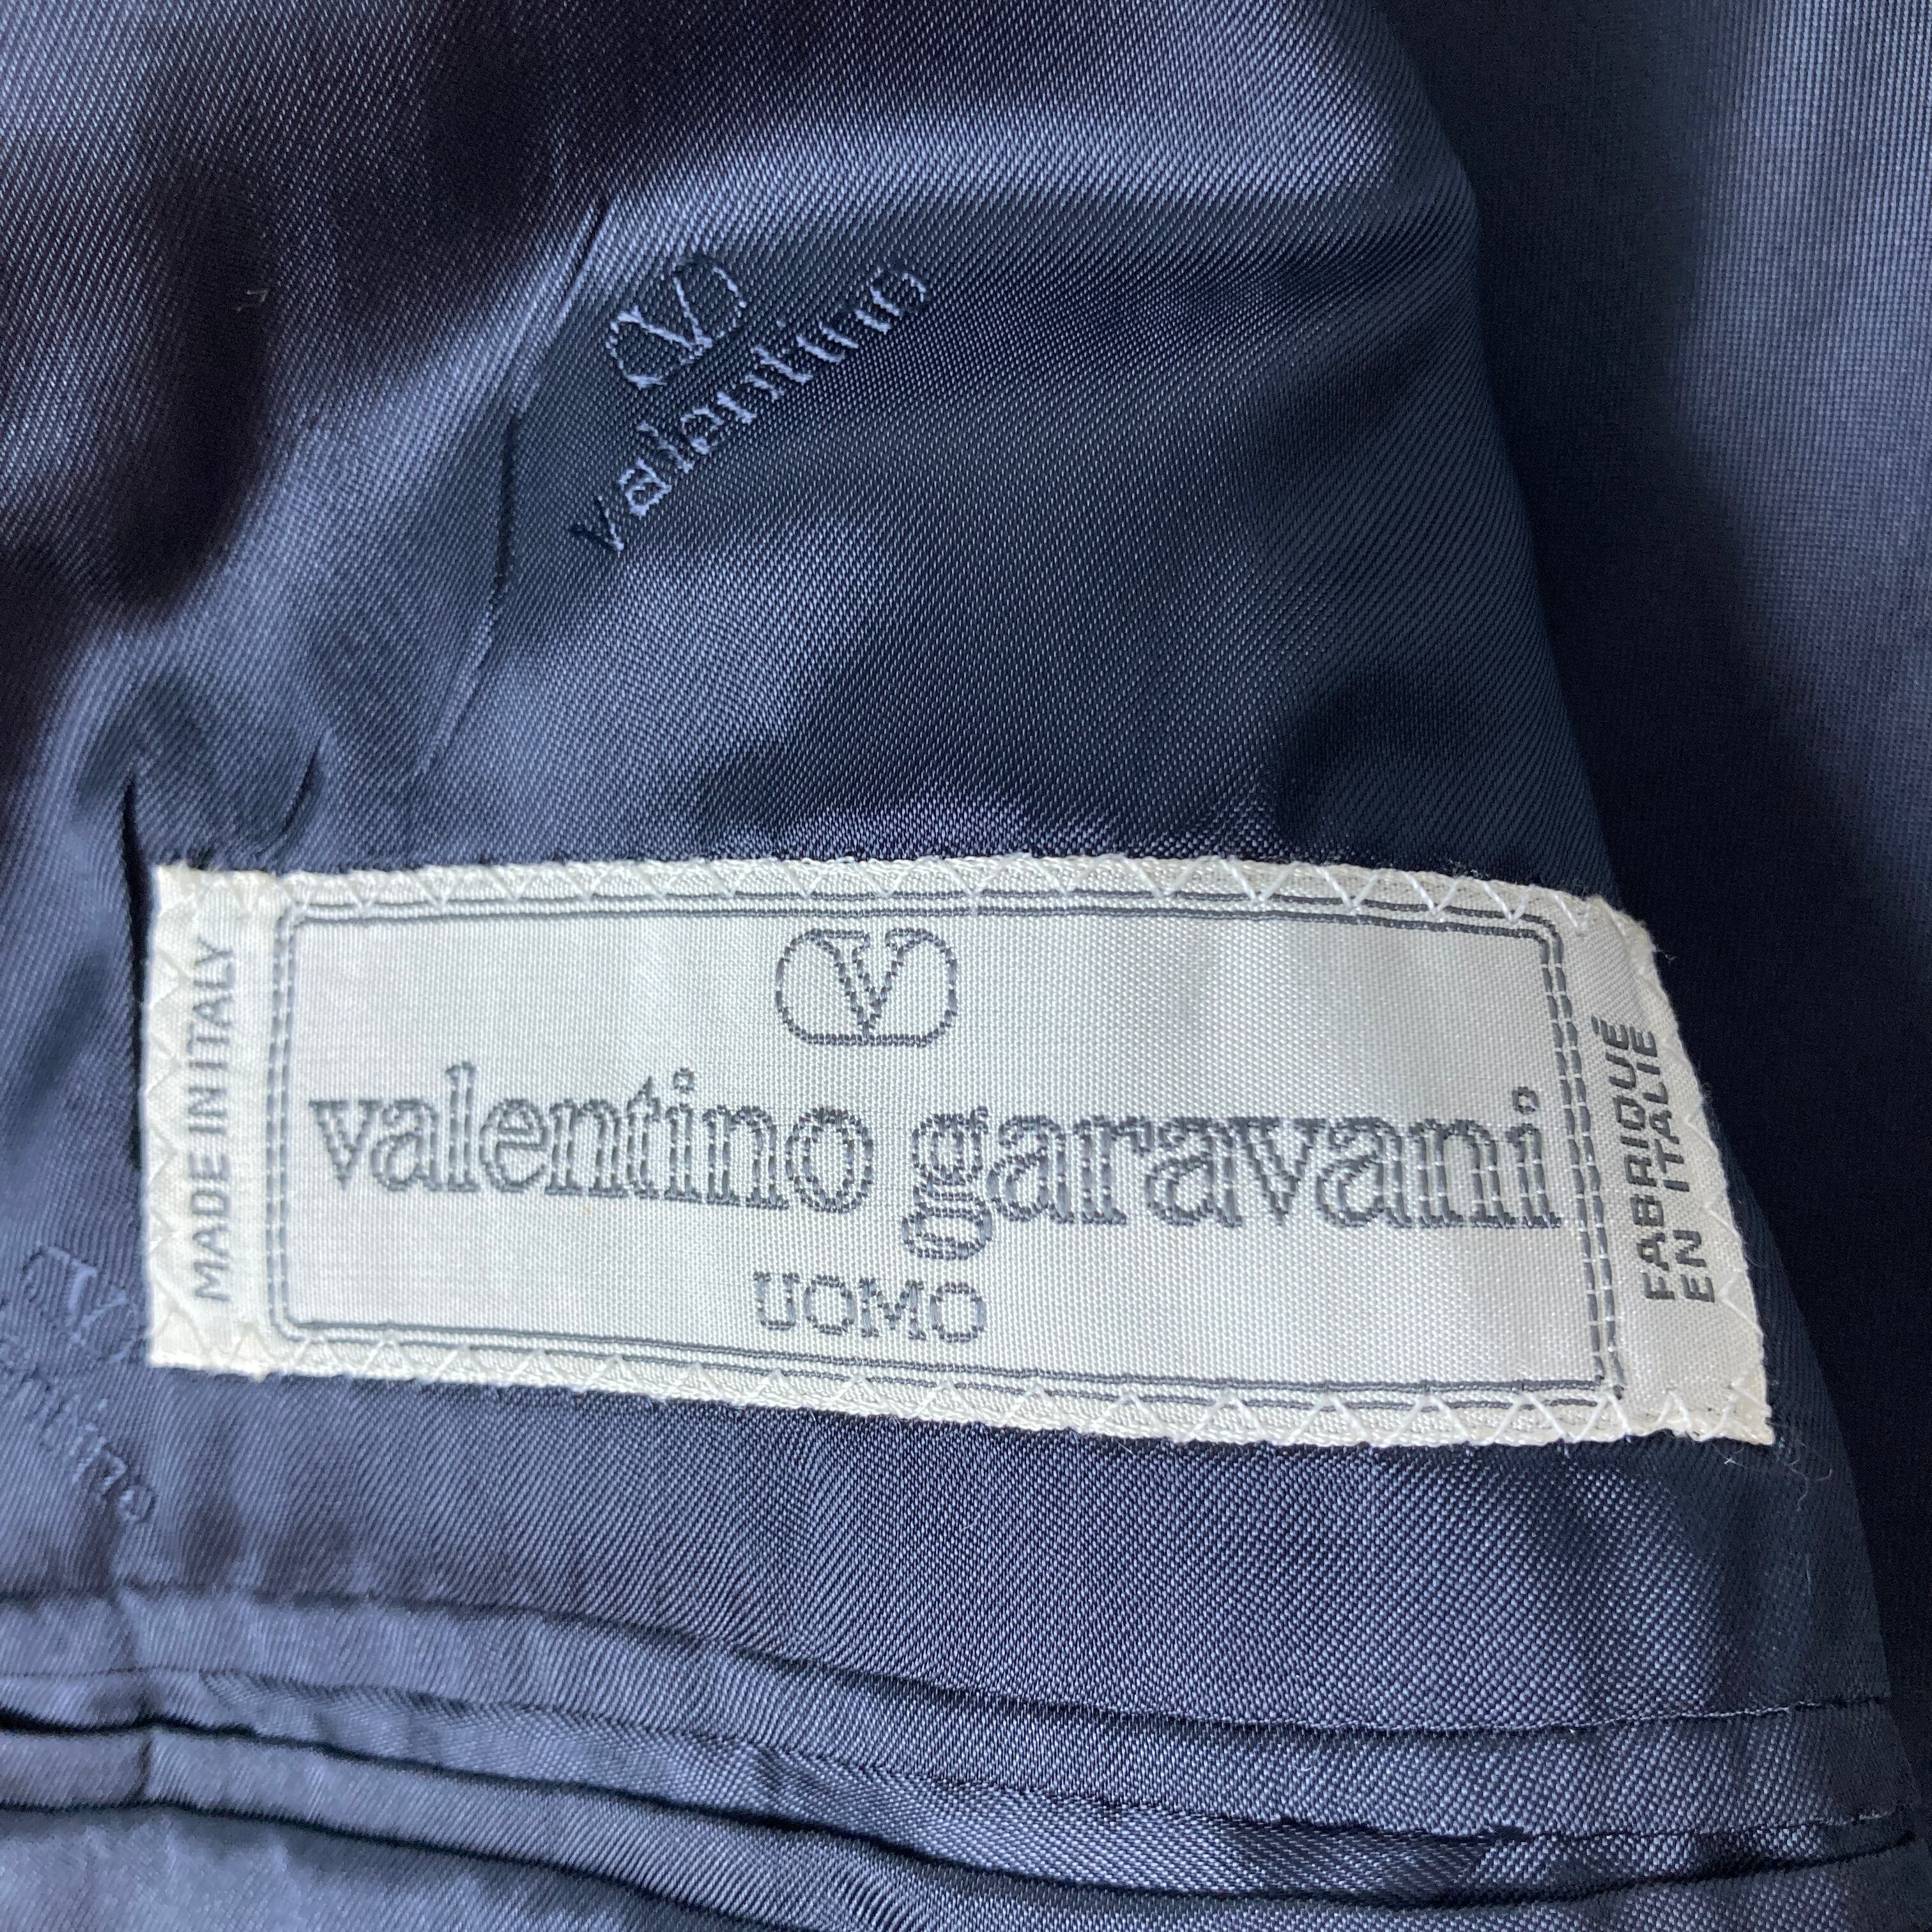 valentino
MADE IN ITALY
valentino garavani
UOMO
FABRIQUÉ
EN ITALIE